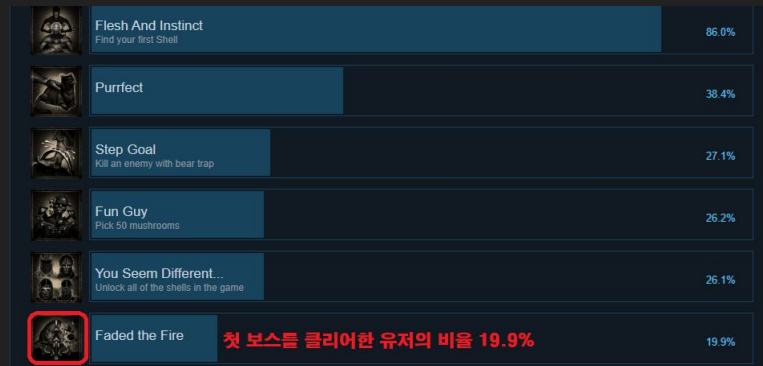 Flesh And Instinct
Find your first Shell
86.0%
Purrfect
38.4%
Step Goal
Kill an enemy with bear trap
27.1%
Fun Guy
Pick 50 mushrooms
26.2%
You Seem Different...
Unlock all of the shells in the game
26.1%
Faded the Fire
첫 보스를 클리어한 유저의 비율 19.9%
19.9%